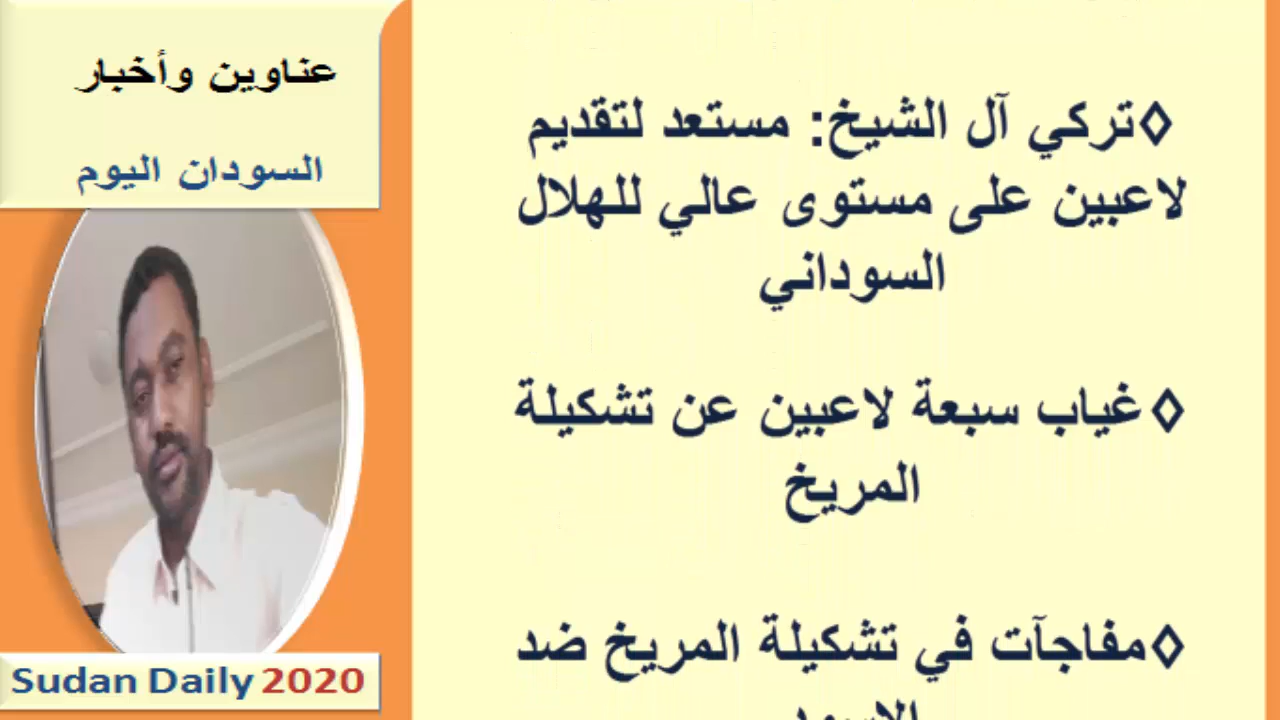 عناوين وأخبار
السودان اليوم
Sudan Daily 2020
◊تركي آل الشيخ: مستعد لتقديم
لاعبين على مستوى عالي للهلال
السوداني
◊غياب سبعة لاعبين عن تشكيلة
المريخ
◊مفاجآت في تشكيلة المريخ ضد